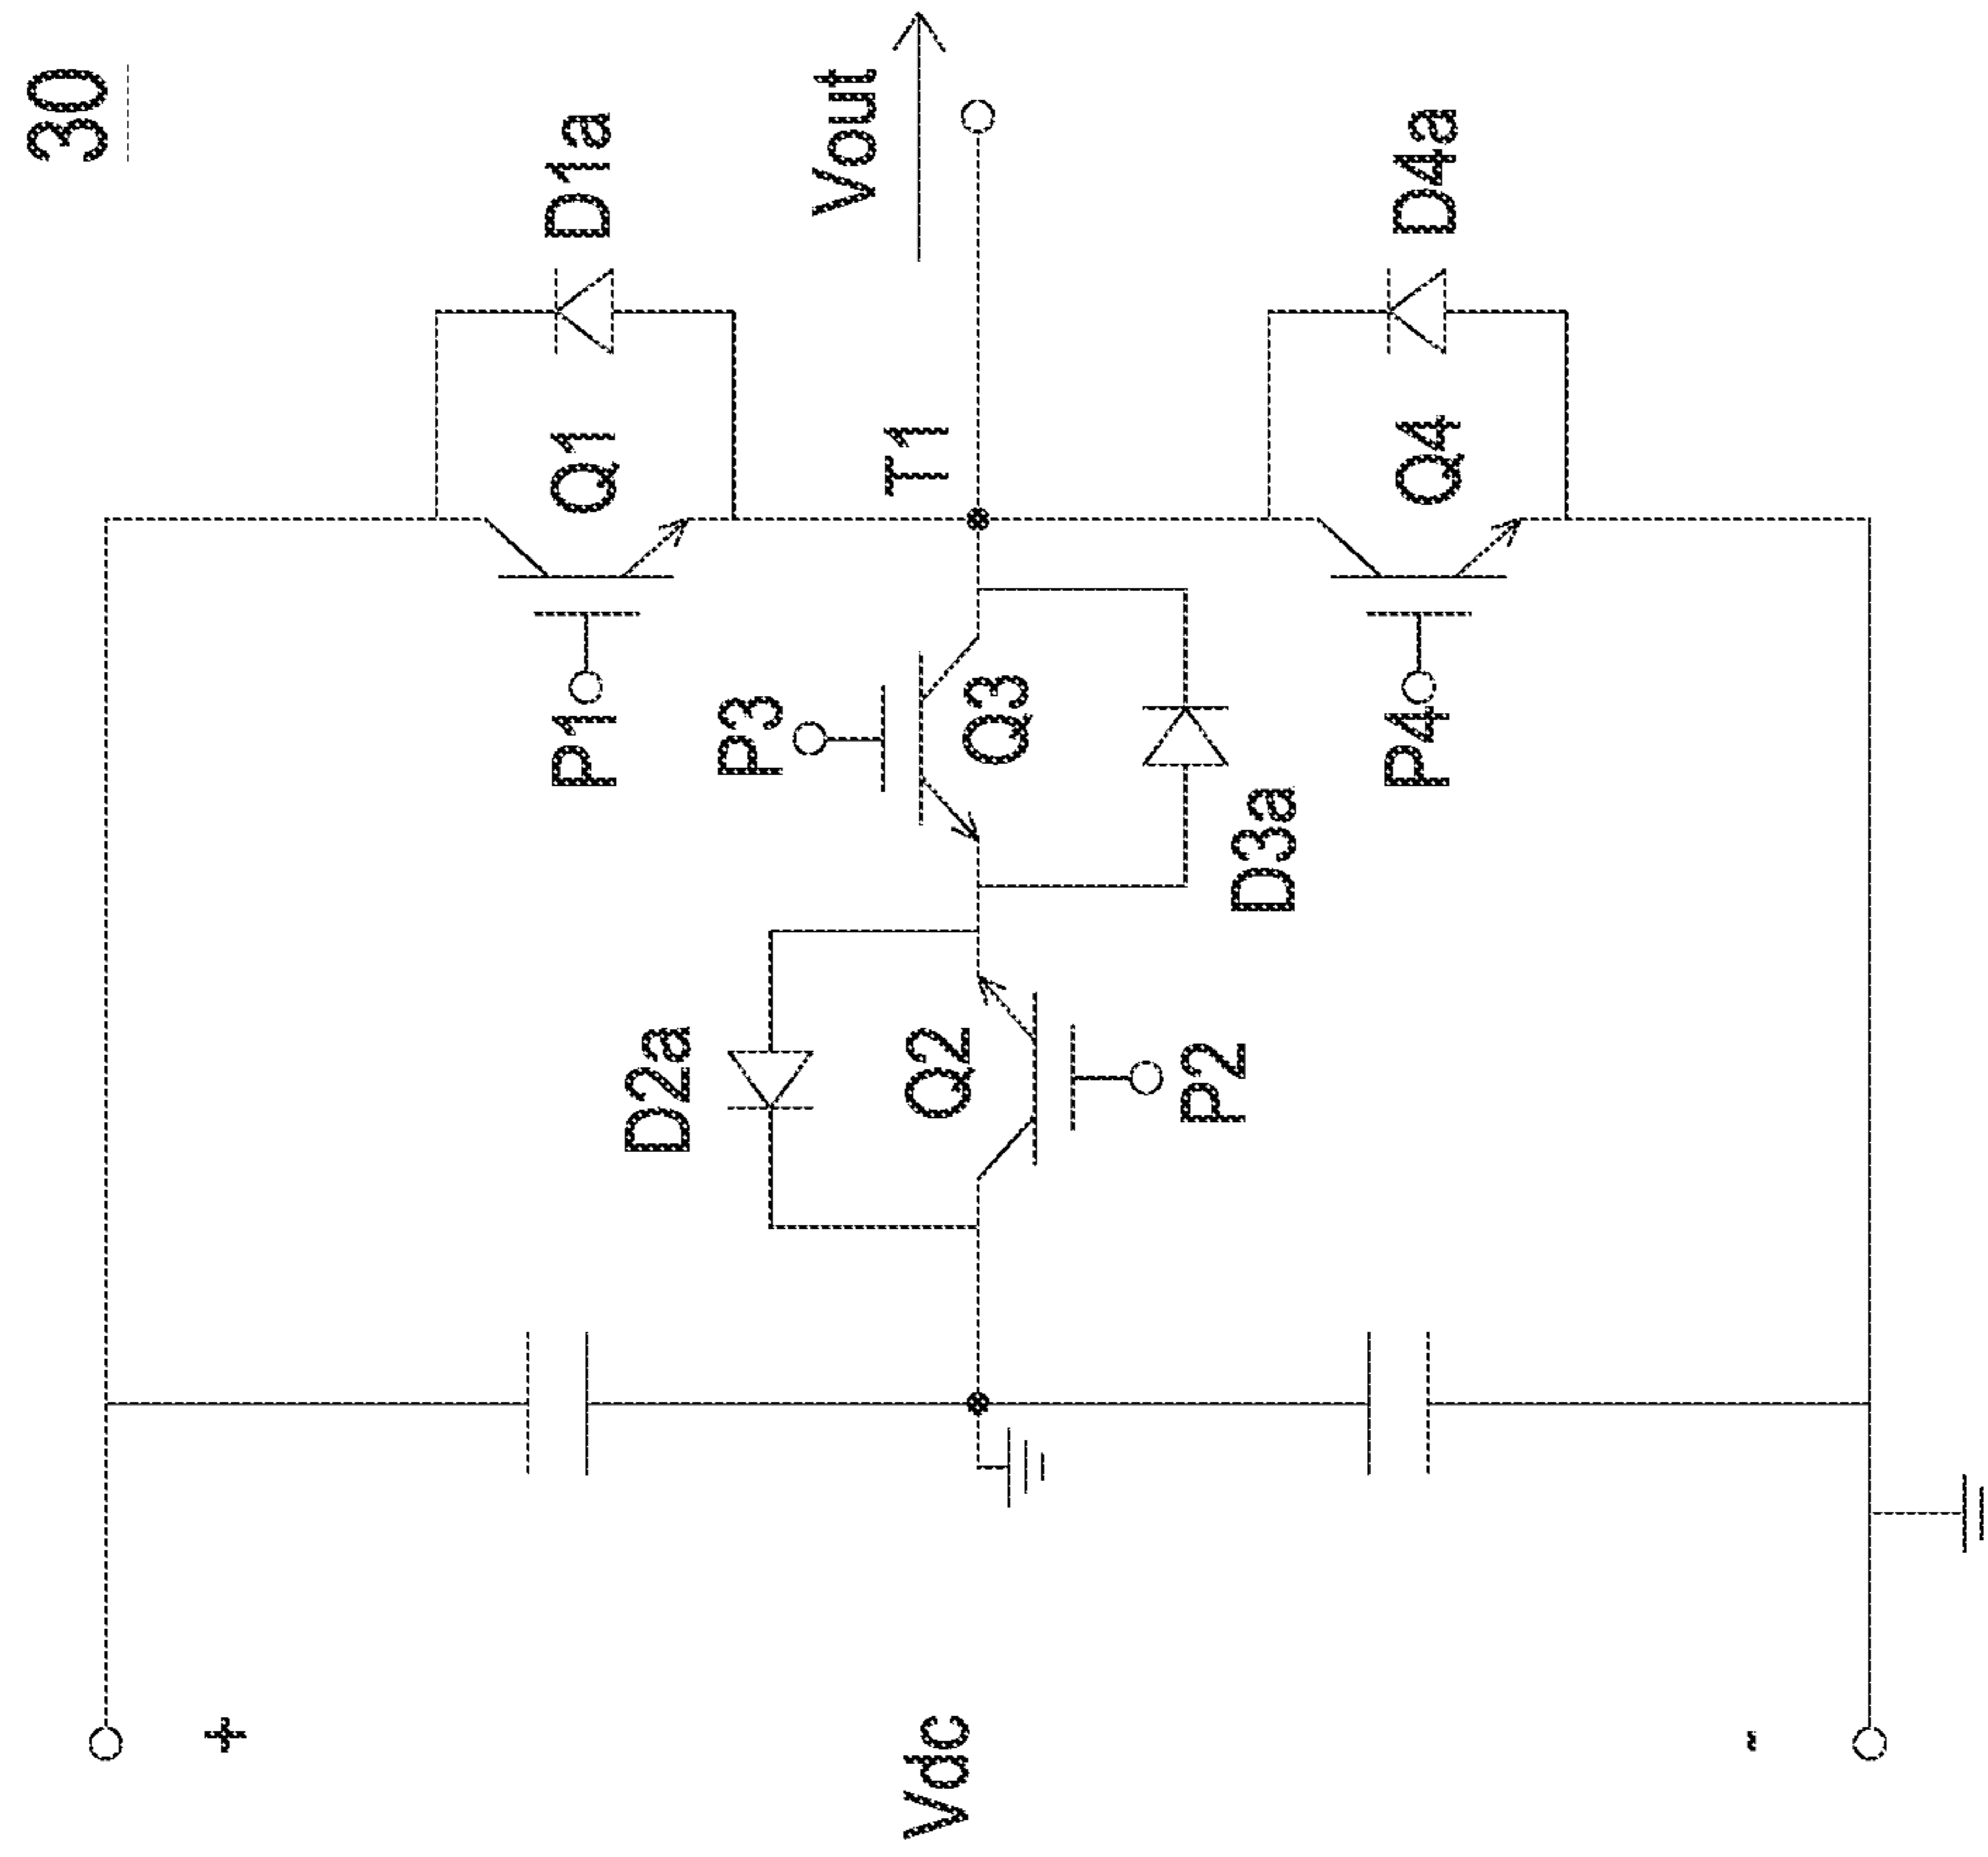 30
D1a
Q1
P1
Vout
T1
P3
Q3
D3a
D2a
Q2
P2
D4a
Q4
P4
+
Vdc
-